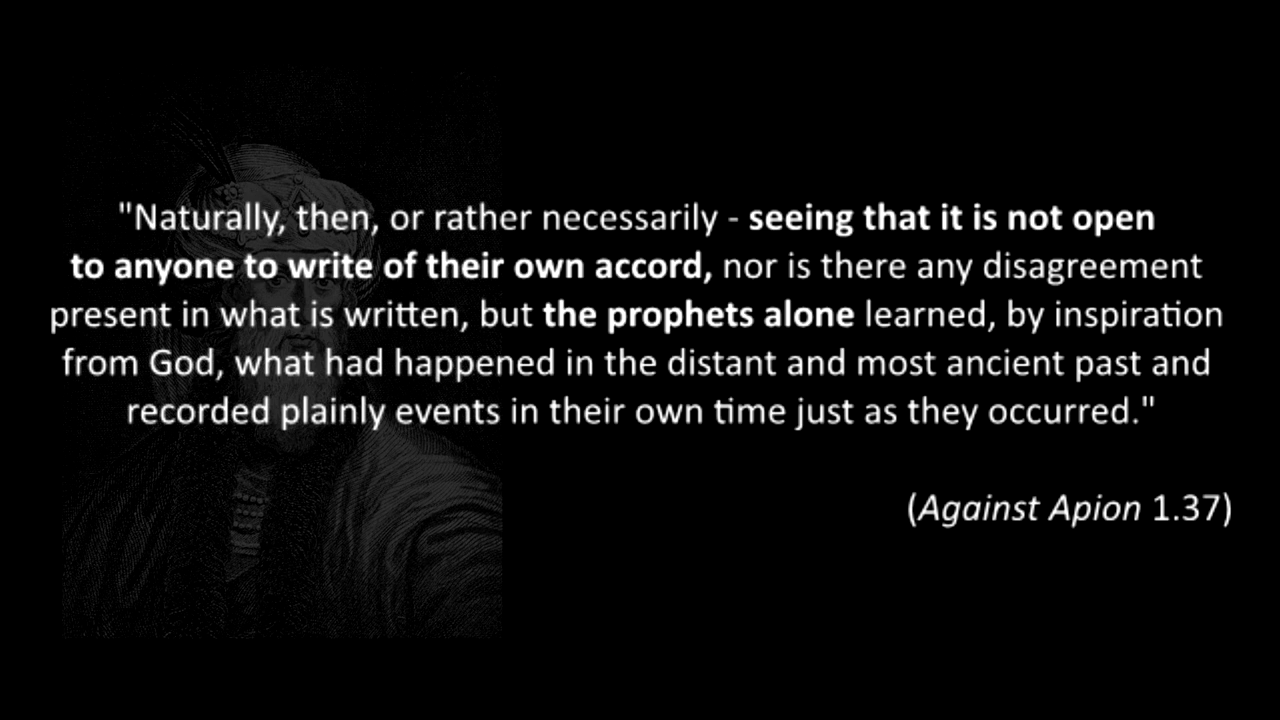 "Naturally, then, or rather necessarily - seeing that it is not open
to anyone to write of their own accord, nor is there any disagreement
present in what is written, but the prophets alone learned, by inspiration
from God, what had happened in the distant and most ancient past and
recorded plainly events in their own time just as they occurred."
(Against Apion 1.37)